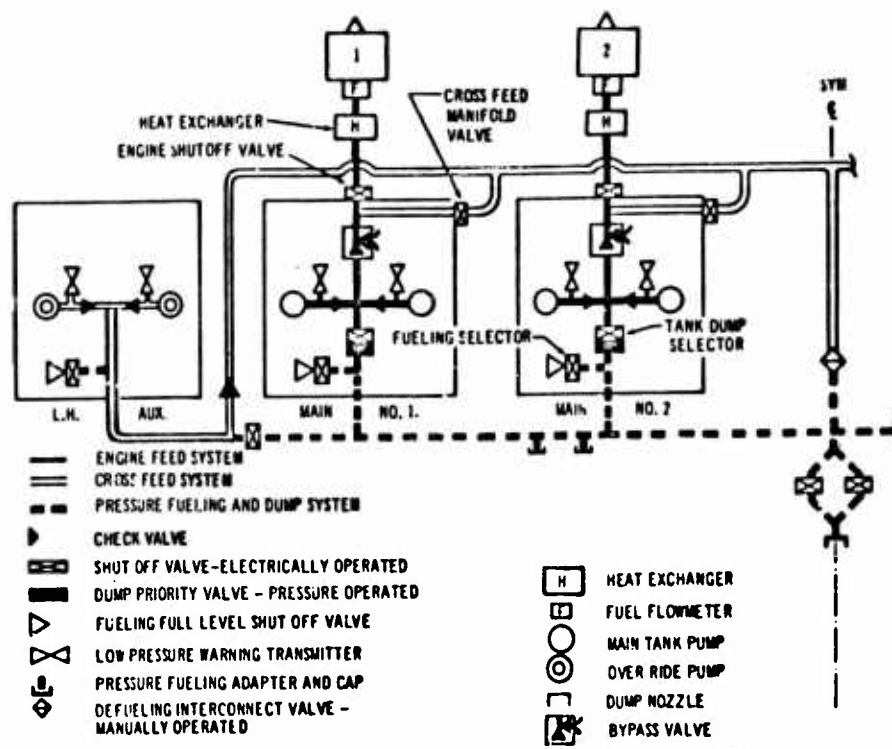 1
2
F
F
SYM
CROSS FEED
MANIFOLD
VALVE
HEAT EXCHANGER
H
H
ENGINE SHUTOFF VALVE
FUELING SELECTOR
TANK DUMP
SELECTOR
L.H. AUX.
MAIN NO. 1.
MAIN NO. 2
ENGINE FEED SYSTEM
CROSS FEED SYSTEM
PRESSURE FUELING AND DUMP SYSTEM
CHECK VALVE
SHUT OFF VALVE-ELECTRICALLY OPERATED
DUMP PRIORITY VALVE - PRESSURE OPERATED
FUELING FULL LEVEL SHUT OFF VALVE
LOW PRESSURE WARNING TRANSMITTER
PRESSURE FUELING ADAPTER AND CAP
DEFUELING INTERCONNECT VALVE -
MANUALLY OPERATED
H HEAT EXCHANGER
F FUEL FLOWMETER
MAIN TANK PUMP
OVER RIDE PUMP
DUMP NOZZLE
BYPASS VALVE